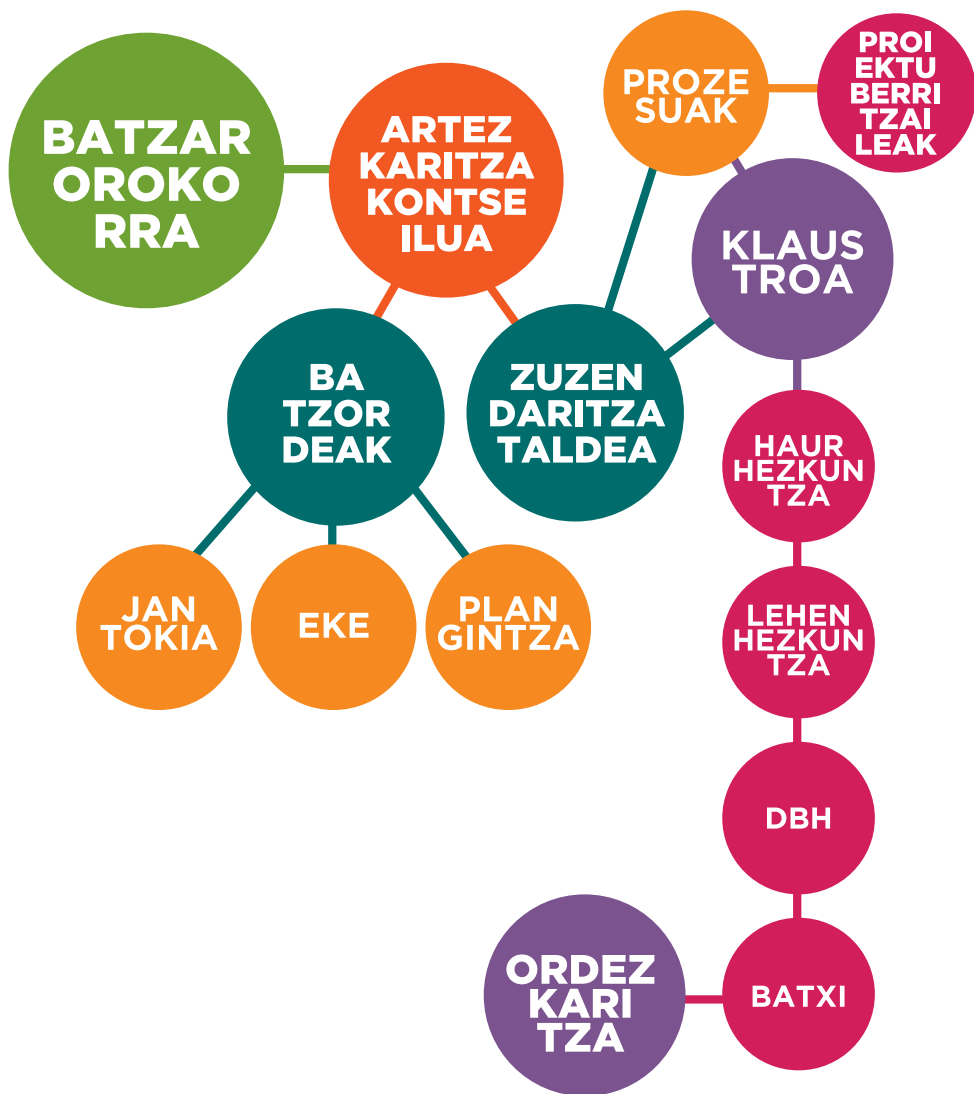 BATZAR
OROKO
RRA
ARTEZ
KARITZA
KONTSE
ILUA
PROZE
SUAK
PROI
EKTU
BERRI
TZAI
LEAK
KLAUS
TROA
BA
TZOR
DEAK
ZUZEN
DARITZA
TALDEA
HAUR
HEZKUN
TZA
JAN
TOKIA
EKE
PLAN
GINTZA
LEHEN
HEZKUN
TZA
DBH
ORDEZ
KARI
TZA
BATXI